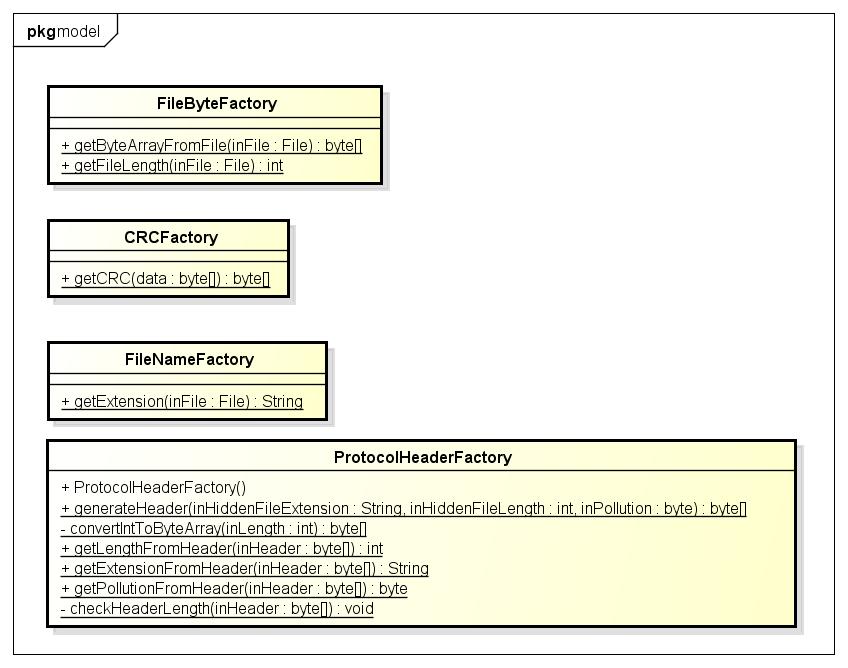 pkg model
FileByteFactory
+ getByteArrayFromFile(inFile : File) : byte[]
+ getFileLength(inFile : File) : int
CRCFactory
+ getCRC(data : byte[]) : byte[]
FileNameFactory
+ getExtension(inFile : File) : String
ProtocolHeaderFactory
+ ProtocolHeaderFactory()
+ generateHeader(inHiddenFileExtension : String, inHiddenFileLength : int, inPollution : byte) : byte[]
- convertIntToByteArray(inLength : int) : byte[]
+ getLengthFromHeader(inHeader : byte[]) : int
+ getExtensionFromHeader(inHeader : byte[]) : String
+ getPollutionFromHeader(inHeader : byte[]) : byte
- checkHeaderLength(inHeader : byte[]) : void